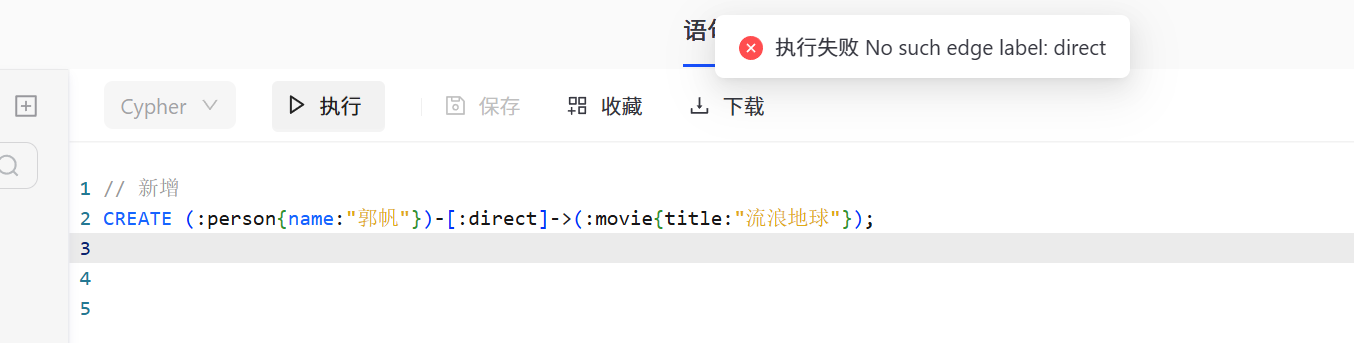 语
执行失败 No such edge label: direct
Cypher 执行 保存 收藏 下载
1 // 新增
2 CREATE (:person{name:"郭帆"})-[:direct]->(:movie{title:"流浪地球"});
3
4
5